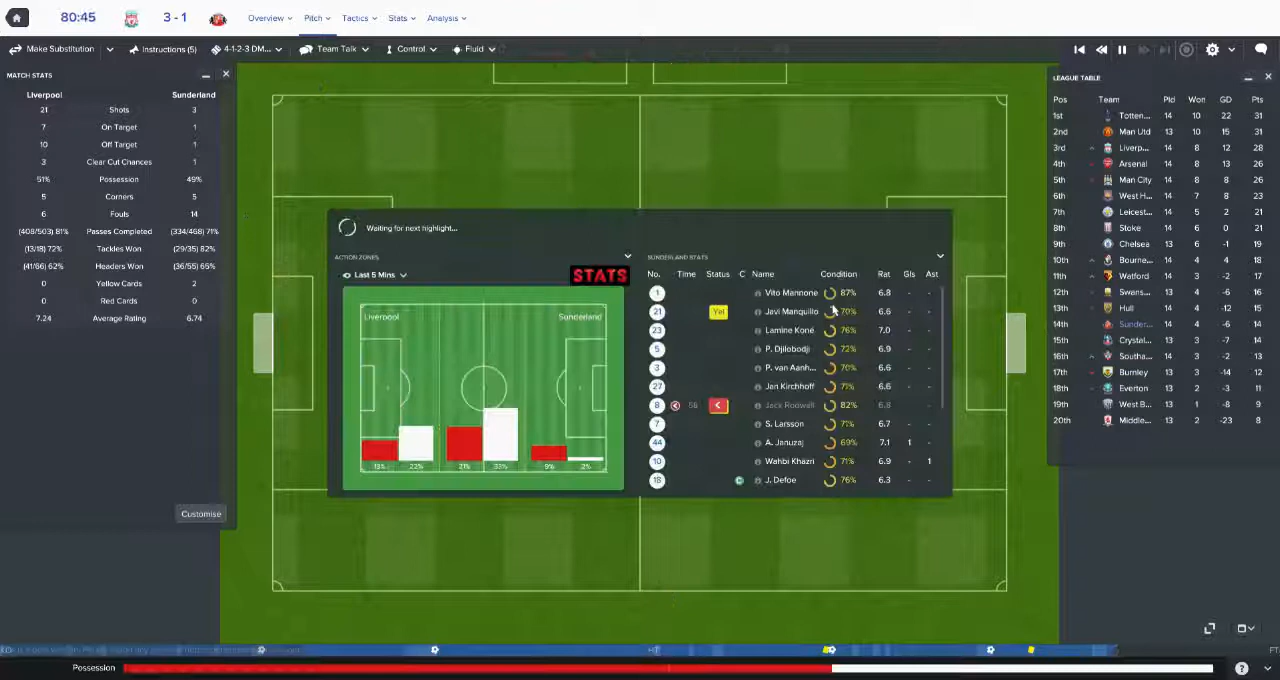 80:45 3 - 1 Overview Pitch Tactics Stats Analysis
Make Substitution Instructions (5) 4-1-2-3 DM... Team Talk Control Fluid
MATCH STATS
Liverpool Sunderland
21 Shots 3
7 On Target 1
10 Off Target 1
3 Clear Cut Chances 1
51% Possession 49%
5 Corners 5
6 Fouls 14
(408/503) 81% Passes Completed (334/468) 71%
(13/18) 72% Tackles Won (29/35) 82%
(41/66) 62% Headers Won (36/55) 65%
0 Yellow Cards 2
0 Red Cards 0
7.24 Average Rating 6.74
Customise
Waiting for next highlight...
ACTION ZONES
Last 5 Mins
STATS
Liverpool Sunderland
13% 22% 21% 33% 9% 2%
SUNDERLAND STATS
No. Time Status C Name Condition Rat Gls Ast
1 Vito Mannone 87% 6.8 - -
21 Yel Javi Manquillo 70% 6.6 - -
23 Lamine Koné 76% 7.0 - -
5 P. Djilobodji 72% 6.9 - -
3 P. van Aanh... 70% 6.6 - -
27 Jan Kirchhoff 71% 6.6 - -
8 56 Jack Rodwell 82% 6.8 - -
7 S. Larsson 71% 6.7 - -
44 A. Januzaj 69% 7.1 1 -
10 Wahbi Khazri 71% 6.9 - 1
18 C J. Defoe 76% 6.3 - -
LEAGUE TABLE
Pos Team Pld Won GD Pts
1st Totten... 14 10 22 31
2nd Man Utd 13 10 15 31
3rd Liverp... 14 8 12 28
4th Arsenal 14 8 13 26
5th Man City 14 8 8 26
6th West H... 14 7 8 23
7th Leicest... 14 5 2 21
8th Stoke 14 6 0 21
9th Chelsea 13 6 -1 19
10th Bourne... 14 4 4 18
11th Watford 14 3 -2 17
12th Swans... 14 4 -6 16
13th Hull 14 4 -12 15
14th Sunder... 14 4 -6 14
15th Crystal... 13 3 -7 14
16th Southa... 14 3 -2 13
17th Burnley 13 3 -14 12
18th Everton 13 2 -3 11
19th West B... 13 1 -8 9
20th Middle... 13 2 -23 8
HT FT
Possession